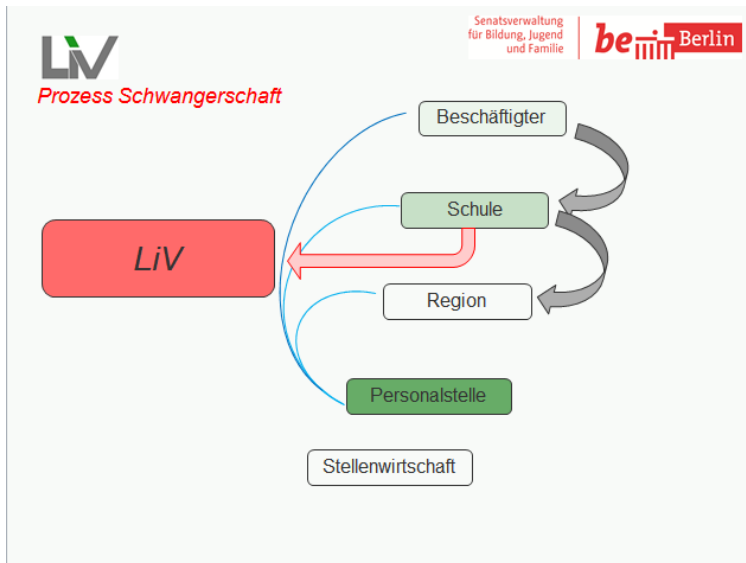 Senatsverwaltung
für Bildung, Jugend
und Familie
be Berlin
LiV
Prozess Schwangerschaft
Beschäftigter
Schule
LiV
Region
Personalstelle
Stellenwirtschaft